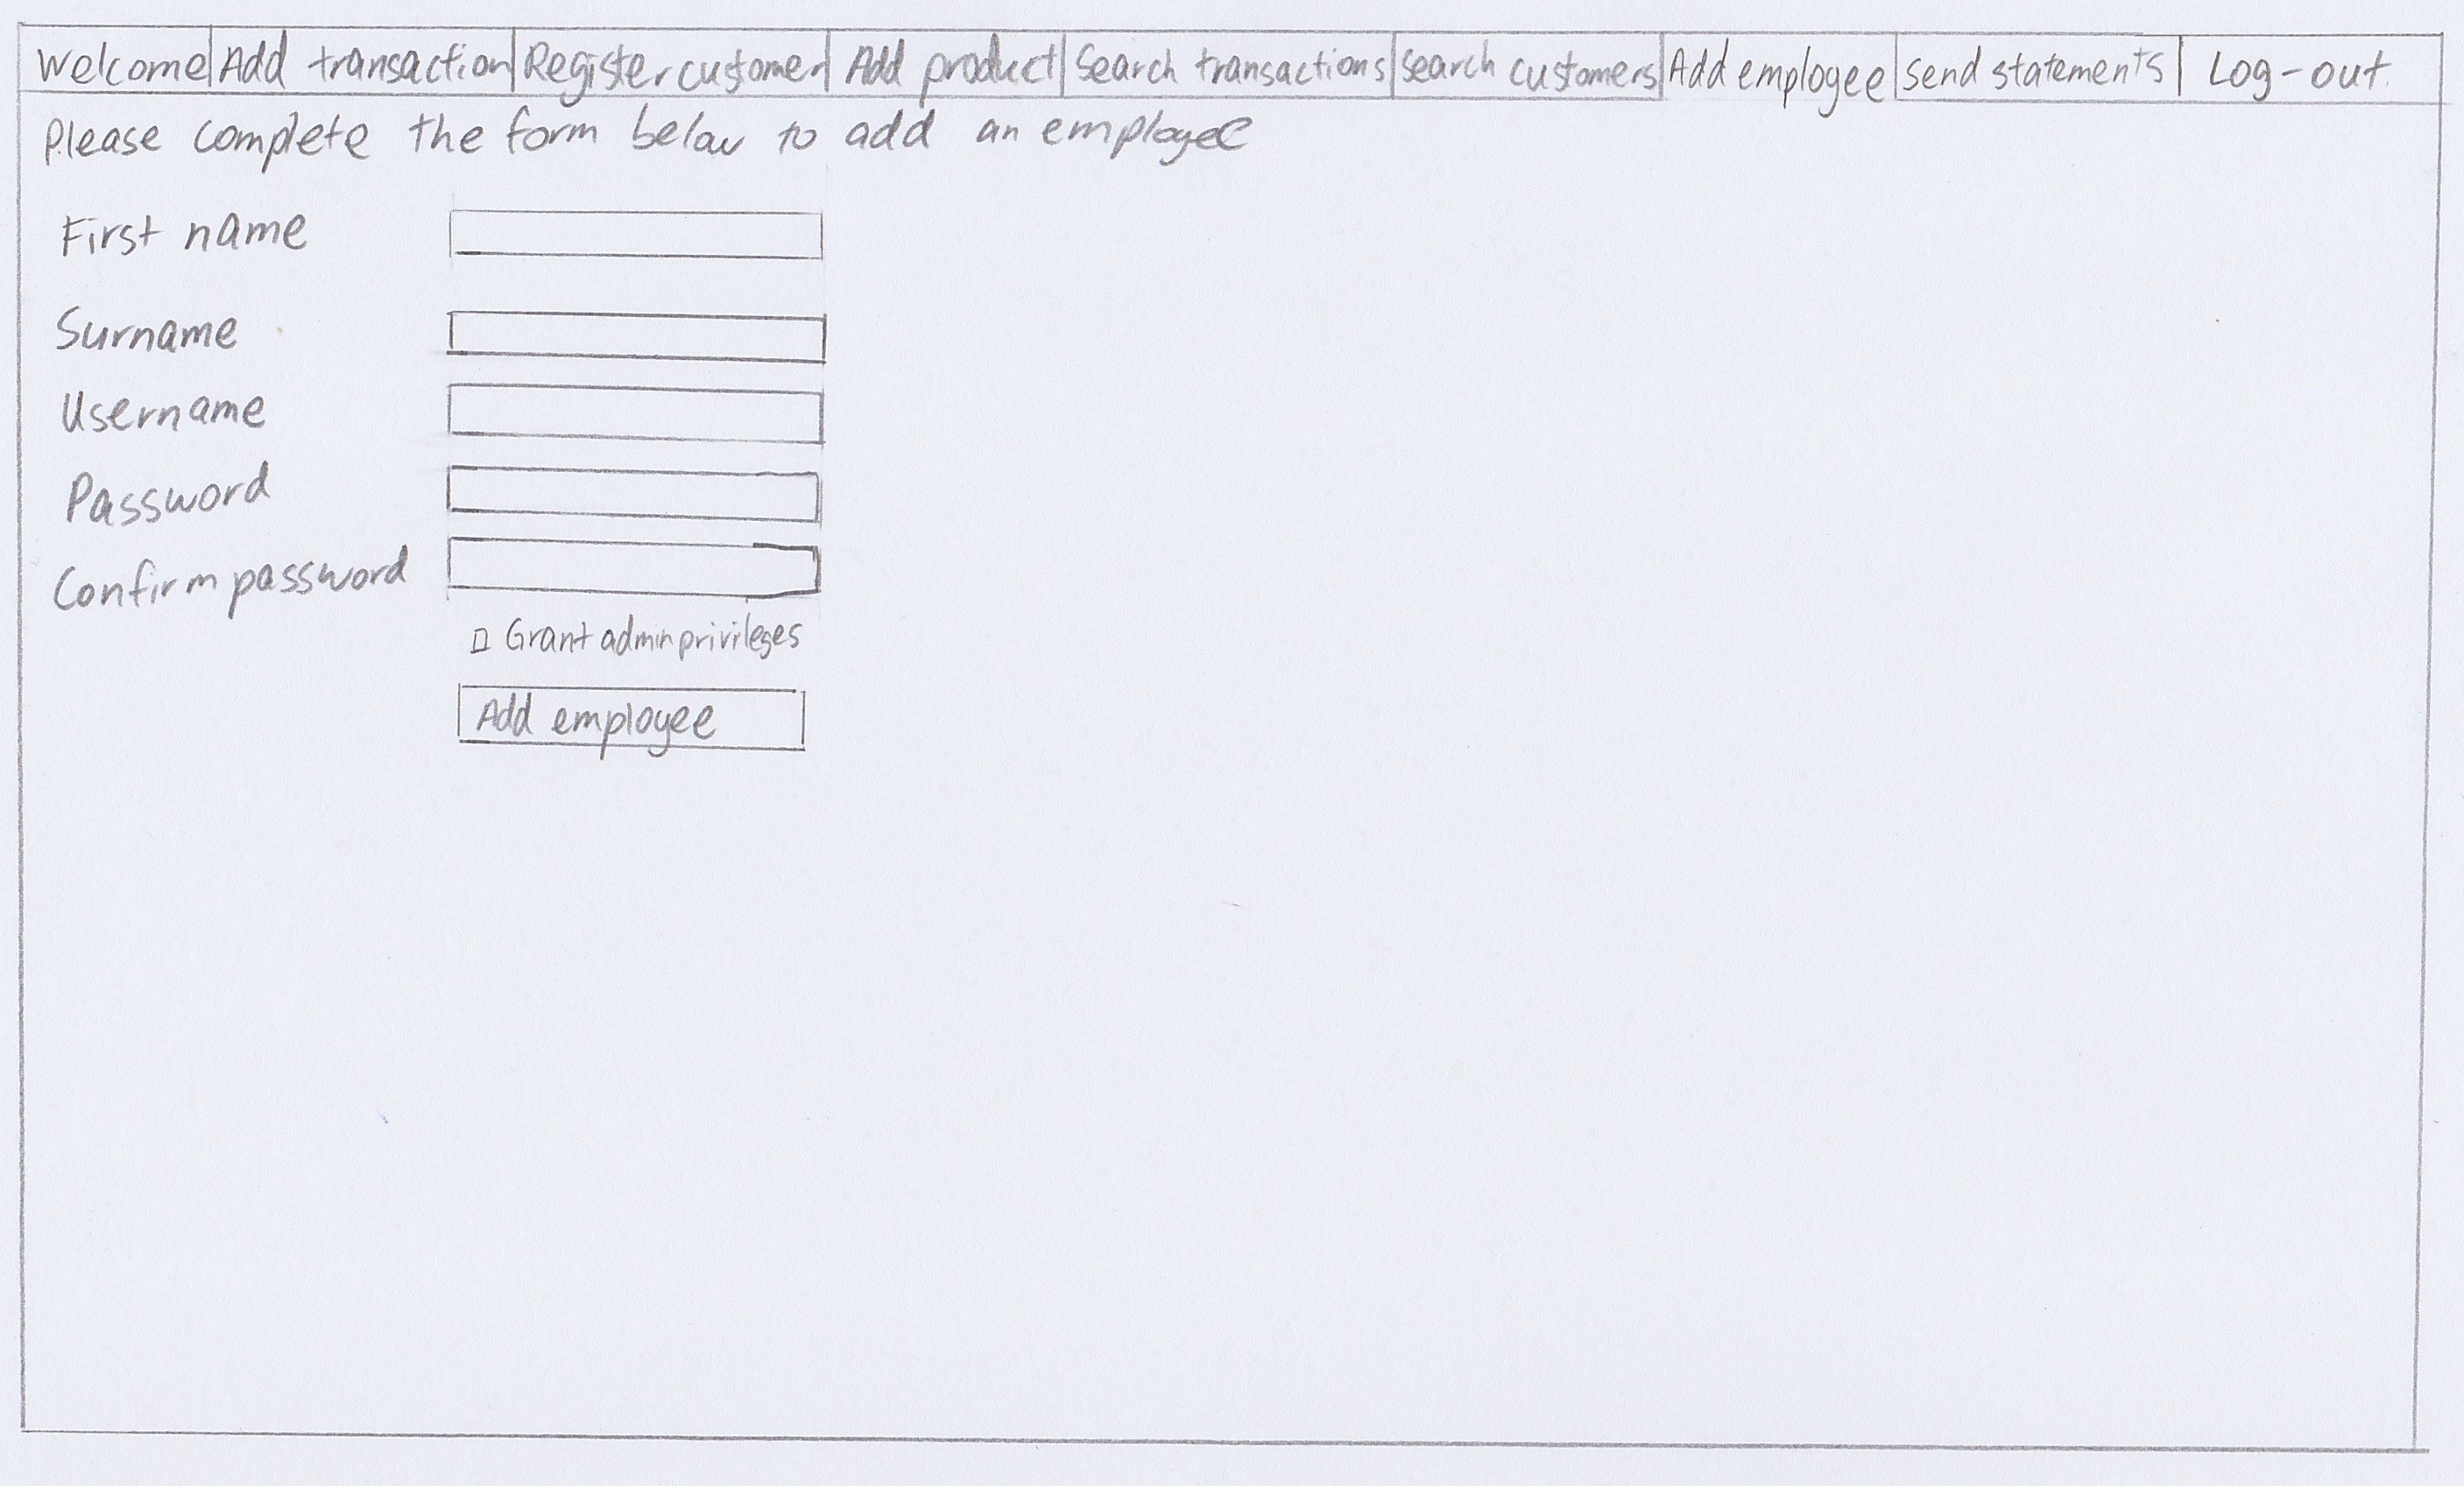 Welcome Add transaction Register customer Add product Search transactions Search customers Add employee Send statements Log-out
Please complete the form below to add an employee
First name
Surname
Username
Password
Confirm password
Grant admin privileges
Add employee